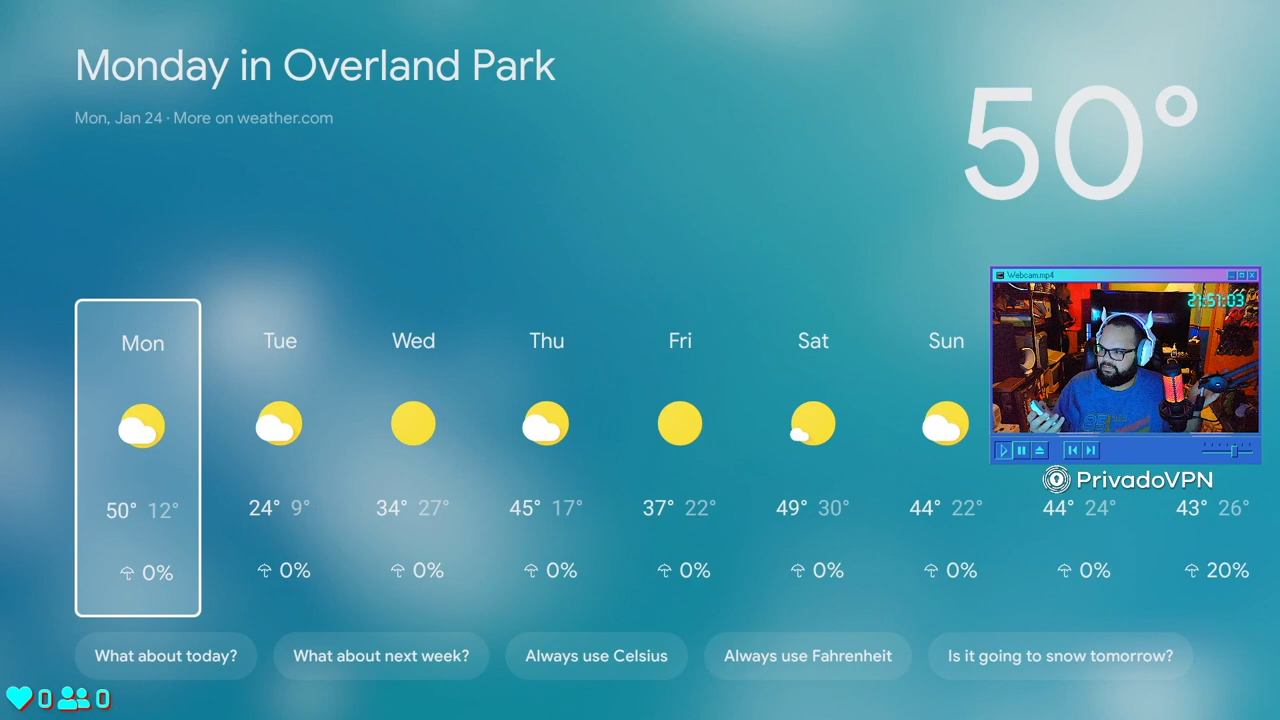 Monday in Overland Park
Mon, Jan 24 · More on weather.com
50°
Webcam.mp4
21:51:03
Mon Tue Wed Thu Fri Sat Sun
50° 12° 24° 9° 34° 27° 45° 17° 37° 22° 49° 30° 44° 22° 44° 24° 43° 26°
PrivadoVPN
0% 0% 0% 0% 0% 0% 0% 0% 20%
What about today? What about next week? Always use Celsius Always use Fahrenheit Is it going to snow tomorrow?
0 0